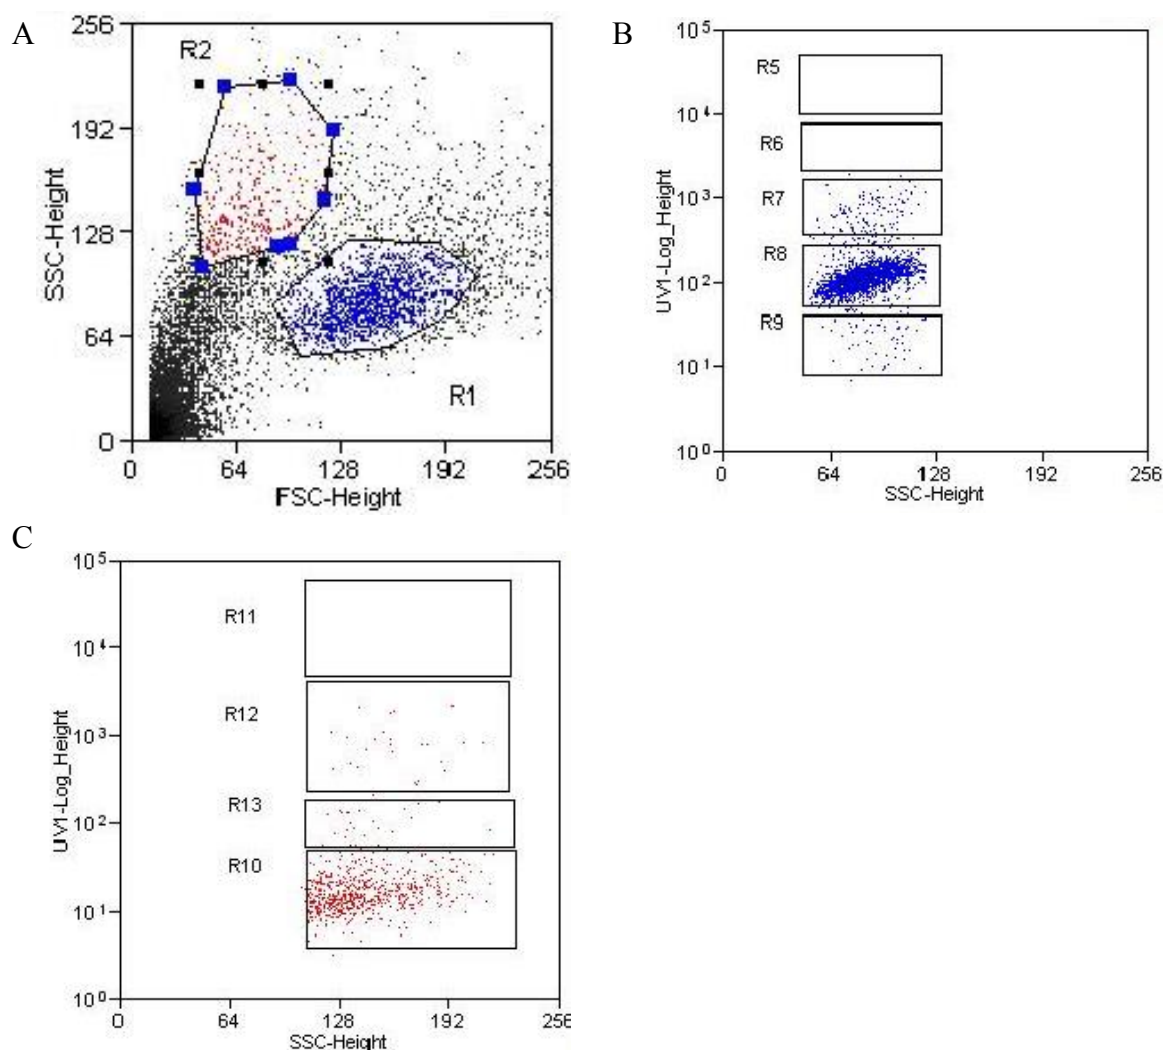 A
256
192
128
64
0
SSC-Height
R2
R1
0 64 128 192 256
FSC-Height
B
10⁵
10⁴
10³
10²
10¹
10⁰
UV1-Log_Height
R5
R6
R7
R8
R9
0 64 128 192 256
SSC-Height
C
10⁵
10⁴
10³
10²
10¹
10⁰
UV1-Log_Height
R11
R12
R13
R10
0 64 128 192 256
SSC-Height